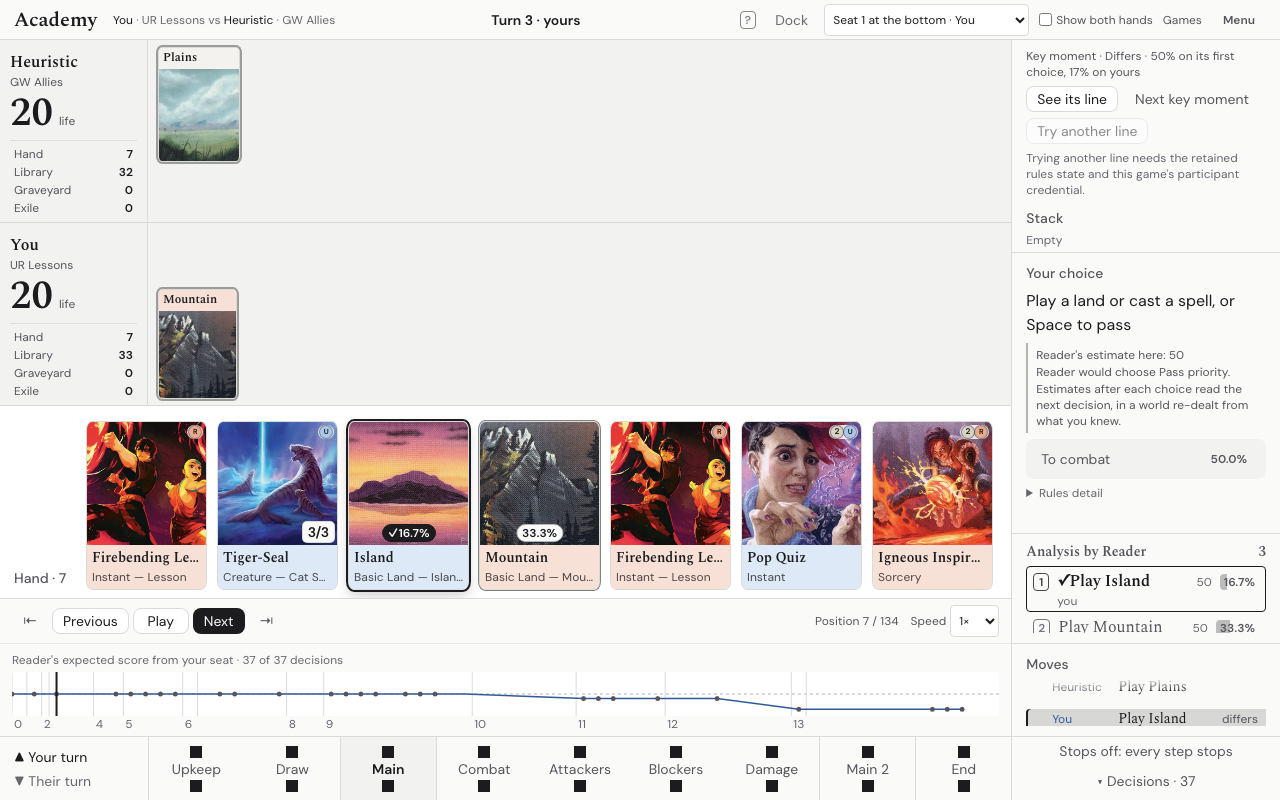 Academy
You · UR Lessons vs Heuristic · GW Allies
Turn 3 · yours
?
Dock
Seat 1 at the bottom · You
Show both hands
Games
Menu
Heuristic
GW Allies
20 life
Hand 7
Library 32
Graveyard 0
Exile 0
Plains
You
UR Lessons
20 life
Hand 7
Library 33
Graveyard 0
Exile 0
Mountain
Key moment · Differs · 50% on its first
choice, 17% on yours
See its line
Next key moment
Try another line
Trying another line needs the retained
rules state and this game's participant
credential.
Stack
Empty
Your choice
Play a land or cast a spell, or
Space to pass
Reader's estimate here: 50
Reader would choose Pass priority.
Estimates after each choice read the
next decision, in a world re-dealt from
what you knew.
To combat 50.0%
▶ Rules detail
Hand · 7
R
Firebending Le…
Instant — Lesson
U
3/3
Tiger-Seal
Creature — Cat S…
✓16.7%
Island
Basic Land — Islan…
33.3%
Mountain
Basic Land — Mou…
R
Firebending Le…
Instant — Lesson
2 U
Pop Quiz
Instant
2 R
Igneous Inspir…
Sorcery
Analysis by Reader 3
1 ✓Play Island 50 16.7%
you
2 Play Mountain 50 33.3%
⇤
Previous
Play
Next
⇥
Position 7 / 134
Speed
1×
Reader's expected score from your seat · 37 of 37 decisions
0 2 4 5 6 8 9 10 11 12 13
Moves
Heuristic Play Plains
You Play Island differs
▲ Your turn
▼ Their turn
Upkeep
Draw
Main
Combat
Attackers
Blockers
Damage
Main 2
End
Stops off: every step stops
▾ Decisions · 37